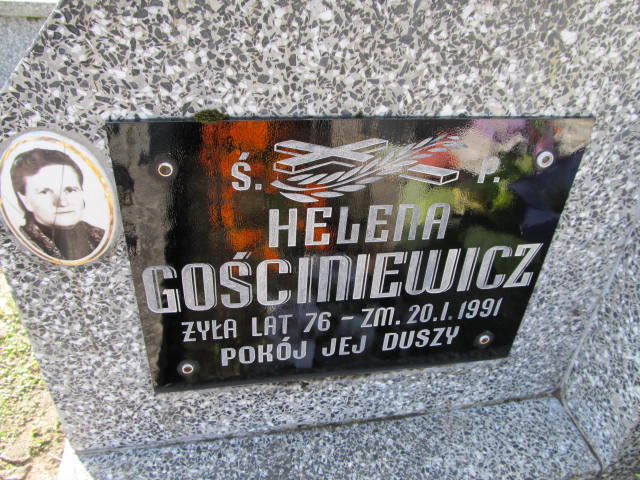 Ś. P.
HELENA
GOŚCINIEWICZ
ŻYŁA LAT 76 - ZM. 20.I.1991
POKÓJ JEJ DUSZY